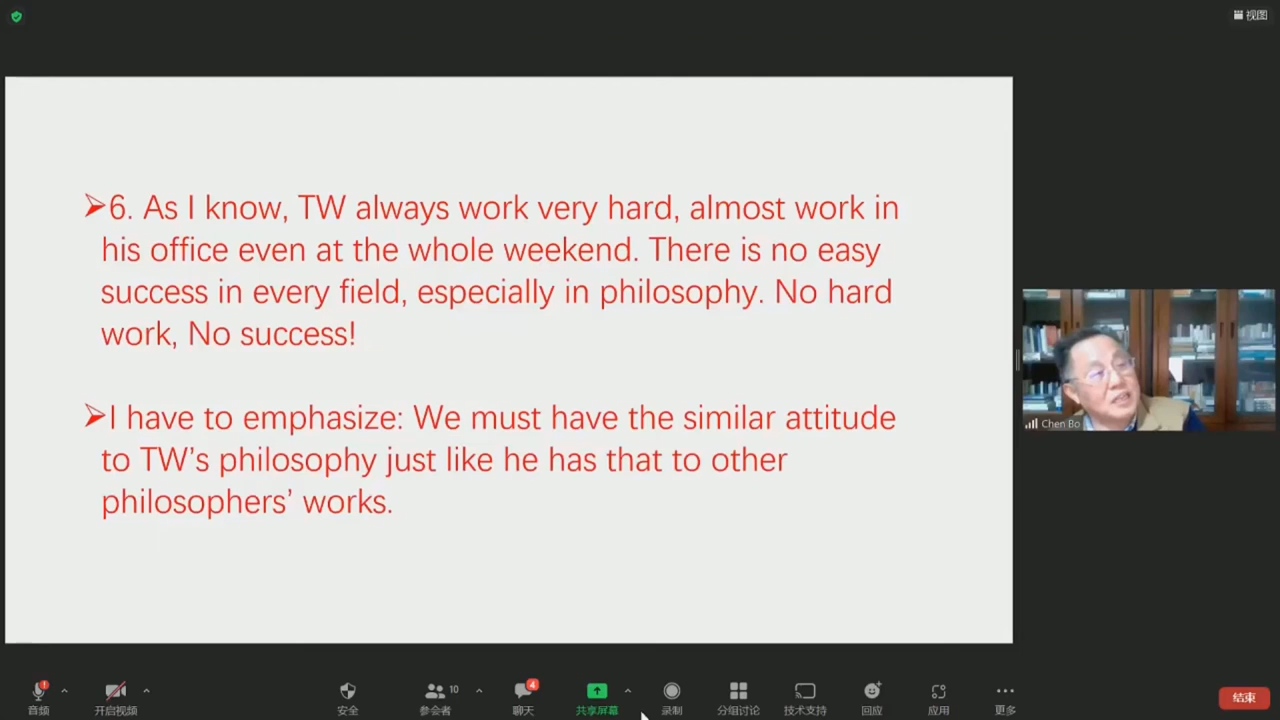 视图
➢6. As I know, TW always work very hard, almost work in
his office even at the whole weekend. There is no easy
success in every field, especially in philosophy. No hard
work, No success!
➢I have to emphasize: We must have the similar attitude
to TW’s philosophy just like he has that to other
philosophers’ works.
Chen Bo
音频
开启视频
安全
参会者
10
聊天
4
共享屏幕
录制
分组讨论
技术支持
回应
应用
更多
结束